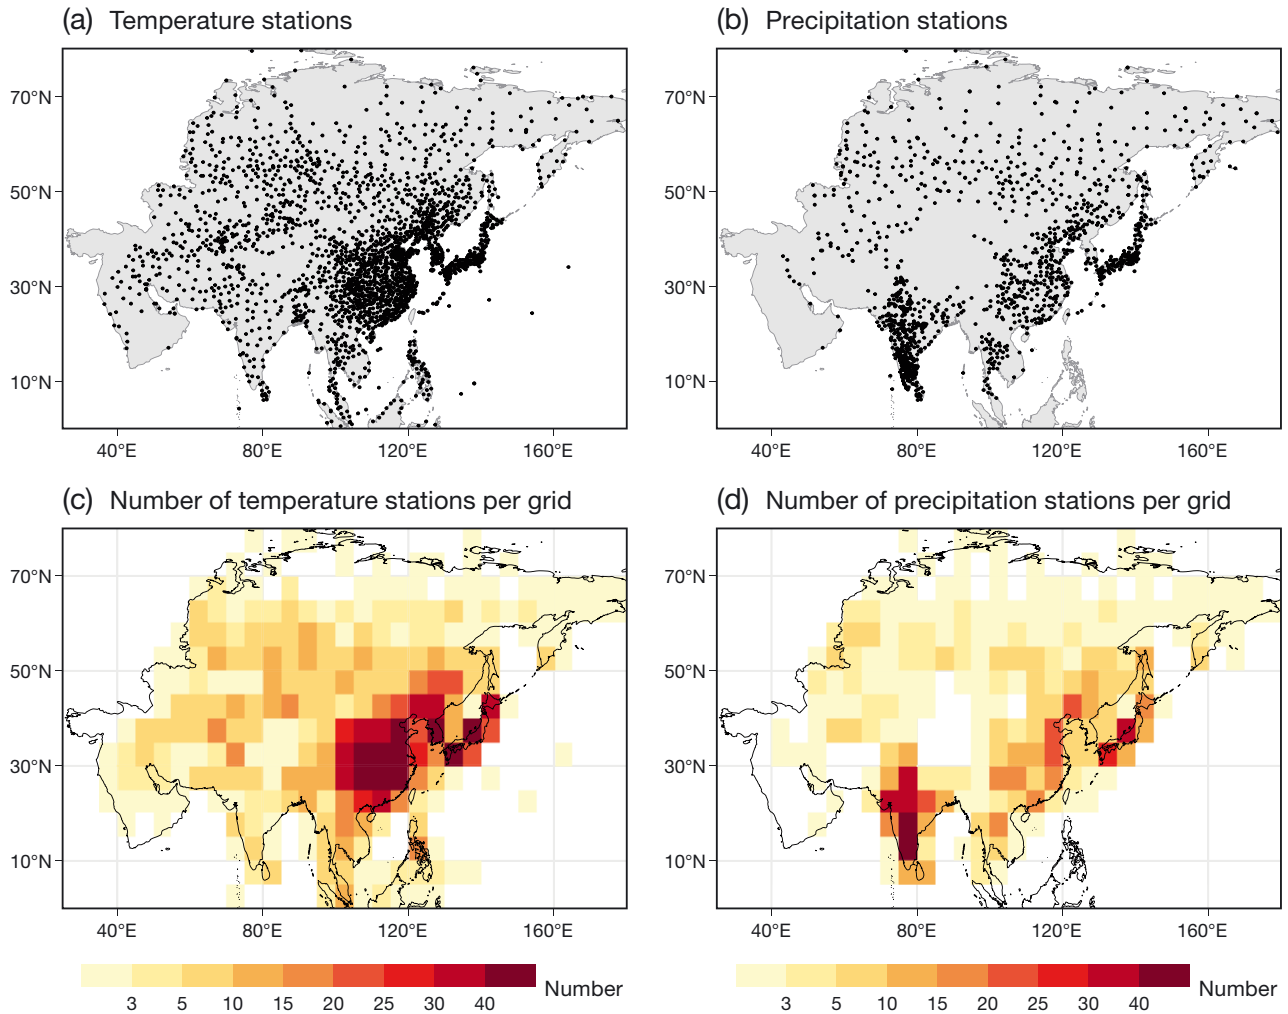 (a) Temperature stations
(b) Precipitation stations
70°N
50°N
30°N
10°N
40°E 80°E 120°E 160°E
70°N
50°N
30°N
10°N
40°E 80°E 120°E 160°E
(c) Number of temperature stations per grid
(d) Number of precipitation stations per grid
70°N
50°N
30°N
10°N
40°E 80°E 120°E 160°E
70°N
50°N
30°N
10°N
40°E 80°E 120°E 160°E
3 5 10 15 20 25 30 40 Number
3 5 10 15 20 25 30 40 Number